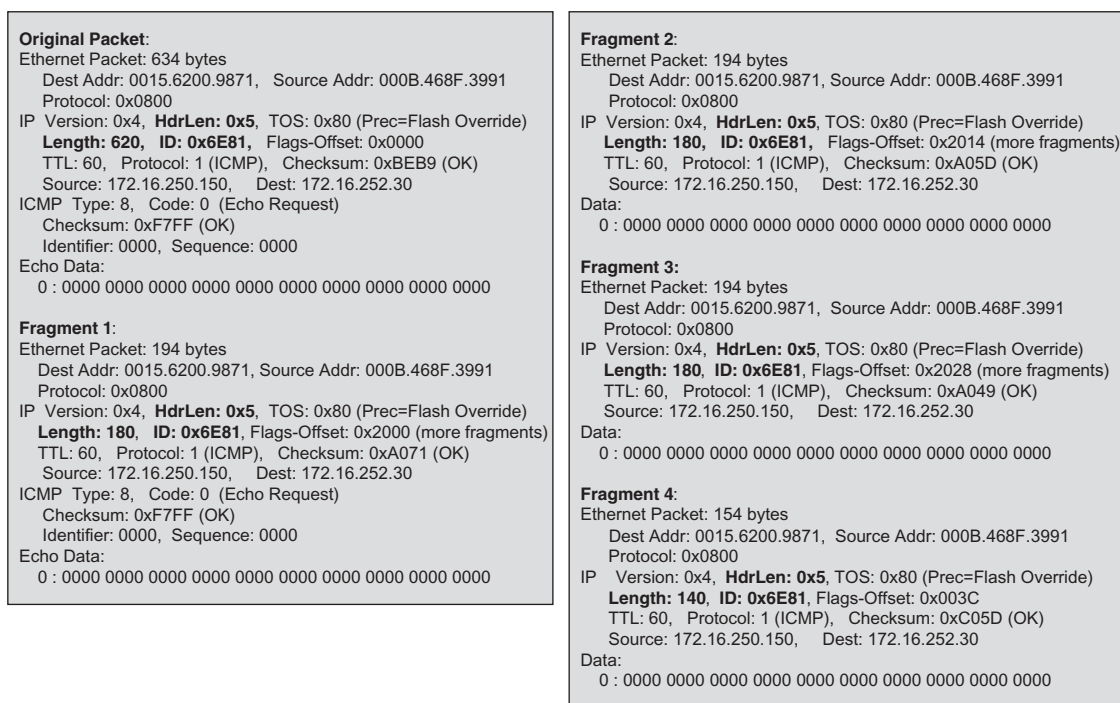 Original Packet:
Ethernet Packet: 634 bytes
Dest Addr: 0015.6200.9871, Source Addr: 000B.468F.3991
Protocol: 0x0800
IP Version: 0x4, HdrLen: 0x5, TOS: 0x80 (Prec=Flash Override)
Length: 620, ID: 0x6E81, Flags-Offset: 0x0000
TTL: 60, Protocol: 1 (ICMP), Checksum: 0xBEB9 (OK)
Source: 172.16.250.150, Dest: 172.16.252.30
ICMP Type: 8, Code: 0 (Echo Request)
Checksum: 0xF7FF (OK)
Identifier: 0000, Sequence: 0000
Echo Data:
0 : 0000 0000 0000 0000 0000 0000 0000 0000 0000 0000
Fragment 1:
Ethernet Packet: 194 bytes
Dest Addr: 0015.6200.9871, Source Addr: 000B.468F.3991
Protocol: 0x0800
IP Version: 0x4, HdrLen: 0x5, TOS: 0x80 (Prec=Flash Override)
Length: 180, ID: 0x6E81, Flags-Offset: 0x2000 (more fragments)
TTL: 60, Protocol: 1 (ICMP), Checksum: 0xA071 (OK)
Source: 172.16.250.150, Dest: 172.16.252.30
ICMP Type: 8, Code: 0 (Echo Request)
Checksum: 0xF7FF (OK)
Identifier: 0000, Sequence: 0000
Echo Data:
0 : 0000 0000 0000 0000 0000 0000 0000 0000 0000 0000
Fragment 2:
Ethernet Packet: 194 bytes
Dest Addr: 0015.6200.9871, Source Addr: 000B.468F.3991
Protocol: 0x0800
IP Version: 0x4, HdrLen: 0x5, TOS: 0x80 (Prec=Flash Override)
Length: 180, ID: 0x6E81, Flags-Offset: 0x2014 (more fragments)
TTL: 60, Protocol: 1 (ICMP), Checksum: 0xA05D (OK)
Source: 172.16.250.150, Dest: 172.16.252.30
Data:
0 : 0000 0000 0000 0000 0000 0000 0000 0000 0000 0000
Fragment 3:
Ethernet Packet: 194 bytes
Dest Addr: 0015.6200.9871, Source Addr: 000B.468F.3991
Protocol: 0x0800
IP Version: 0x4, HdrLen: 0x5, TOS: 0x80 (Prec=Flash Override)
Length: 180, ID: 0x6E81, Flags-Offset: 0x2028 (more fragments)
TTL: 60, Protocol: 1 (ICMP), Checksum: 0xA049 (OK)
Source: 172.16.250.150, Dest: 172.16.252.30
Data:
0 : 0000 0000 0000 0000 0000 0000 0000 0000 0000 0000
Fragment 4:
Ethernet Packet: 154 bytes
Dest Addr: 0015.6200.9871, Source Addr: 000B.468F.3991
Protocol: 0x0800
IP Version: 0x4, HdrLen: 0x5, TOS: 0x80 (Prec=Flash Override)
Length: 140, ID: 0x6E81, Flags-Offset: 0x003C
TTL: 60, Protocol: 1 (ICMP), Checksum: 0xC05D (OK)
Source: 172.16.250.150, Dest: 172.16.252.30
Data:
0 : 0000 0000 0000 0000 0000 0000 0000 0000 0000 0000